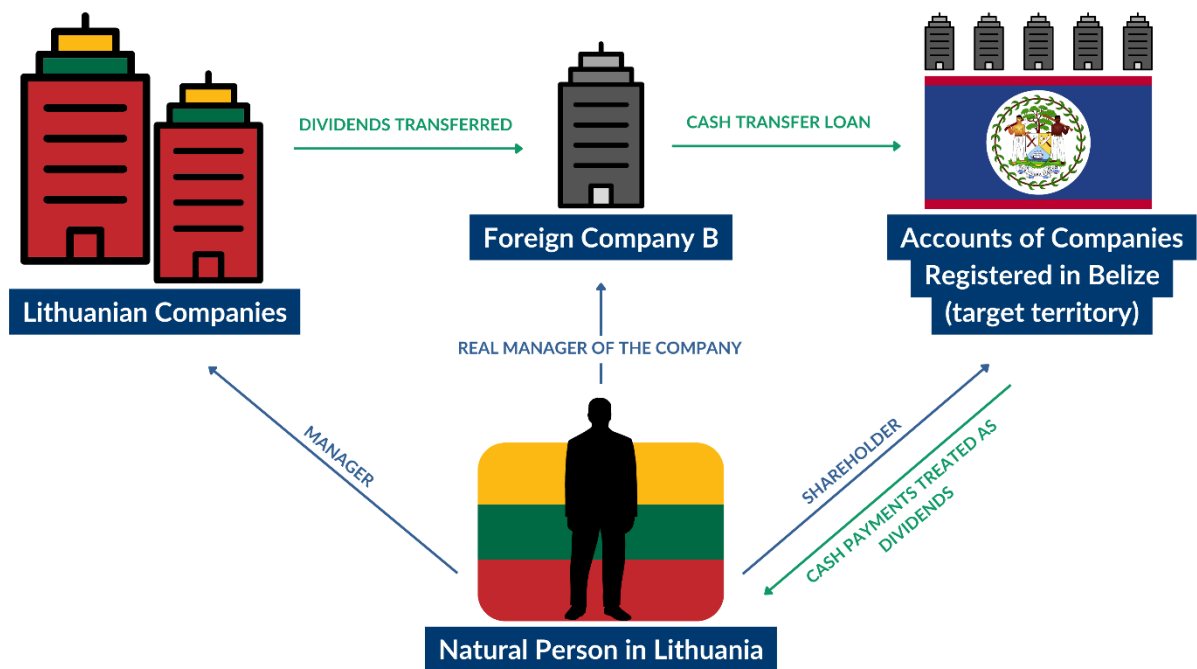 DIVIDENDS TRANSFERRED
CASH TRANSFER LOAN
Foreign Company B
Accounts of Companies
Registered in Belize
(target territory)
Lithuanian Companies
REAL MANAGER OF THE COMPANY
MANAGER
SHAREHOLDER
CASH PAYMENTS TREATED AS
DIVIDENDS
Natural Person in Lithuania